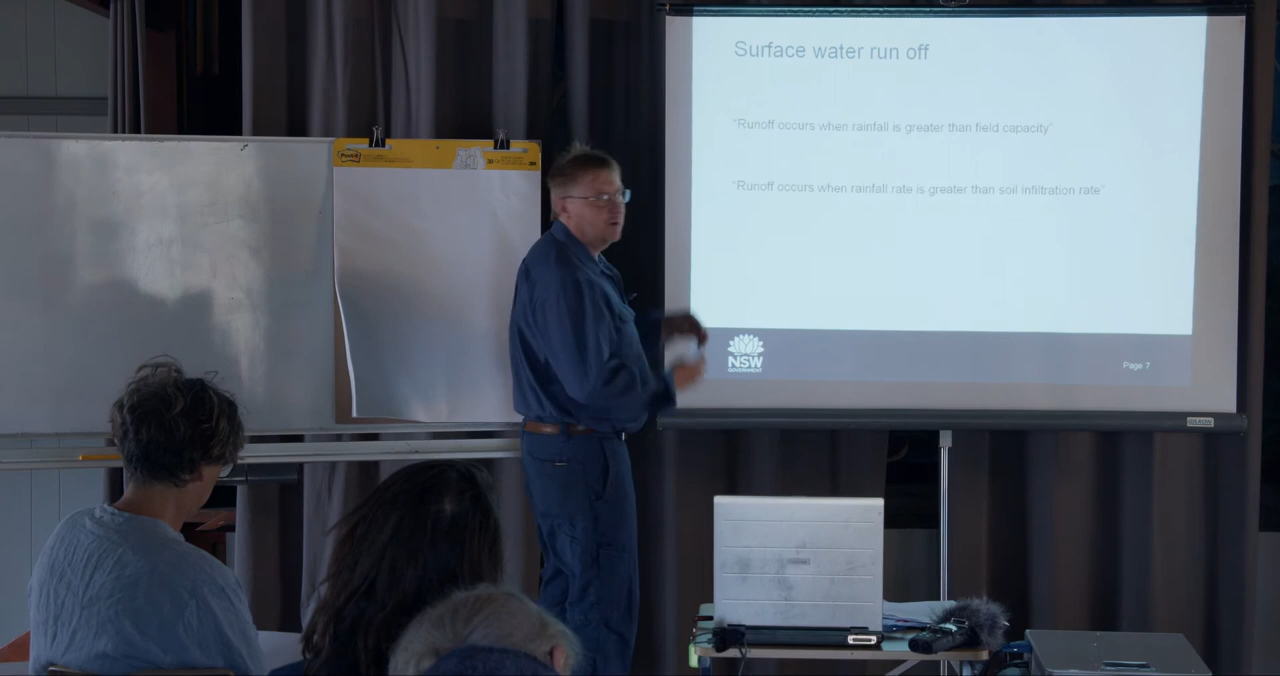 Surface water run off
"Runoff occurs when rainfall is greater than field capacity"
"Runoff occurs when rainfall rate is greater than soil infiltration rate"
NSW
GOVERNMENT
Page 7
Post-it
3M